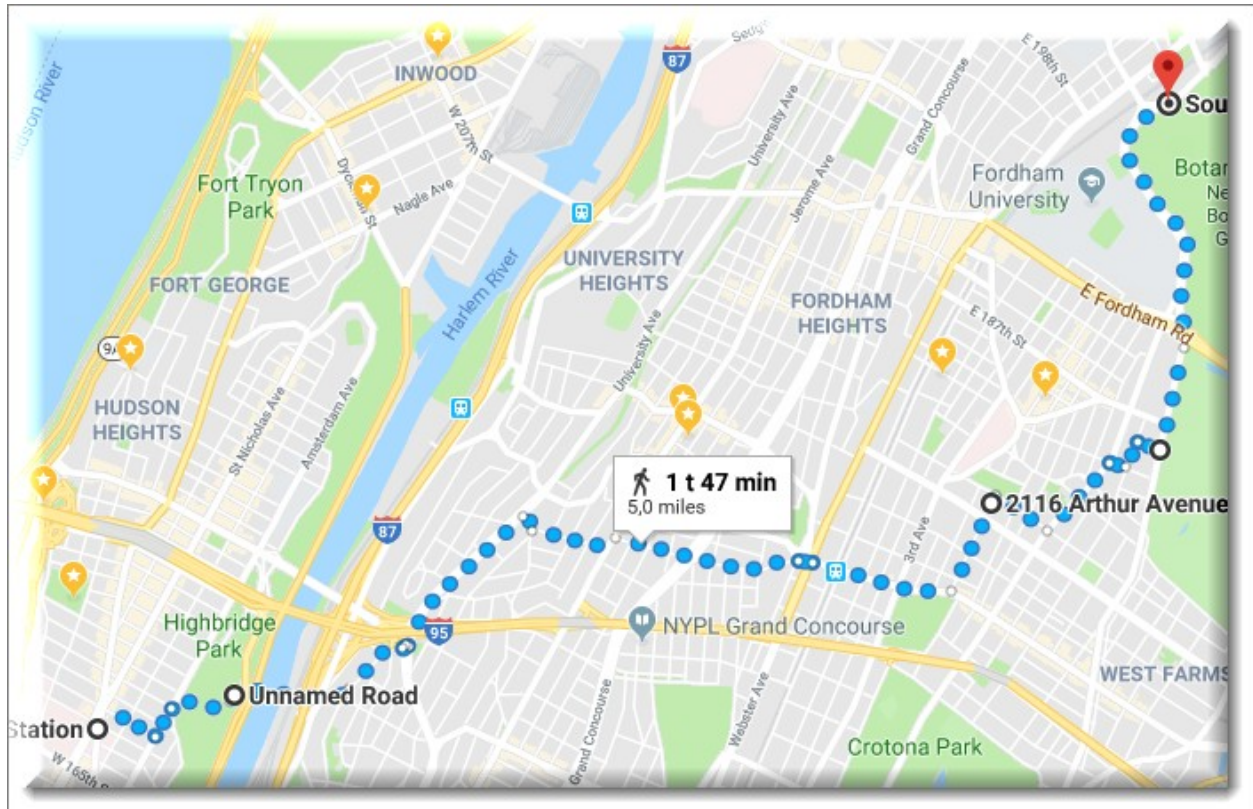 Hudson River
INWOOD
W 207th St
Sedg
87
E 198th St
Grand Concourse
University Ave
Jerome Ave
Sou
Fort Tryon
Park
Dyckman St
Nagle Ave
Fordham
University
Botan
Ne
Bo
G
FORT GEORGE
Harlem River
UNIVERSITY
HEIGHTS
FORDHAM
HEIGHTS
E Fordham Rd
E 187th St
9A
HUDSON
HEIGHTS
St Nicholas Ave
Amsterdam Ave
University Ave
1 t 47 min
5,0 miles
2116 Arthur Avenue
87
3rd Ave
Highbridge
Park
95
NYPL Grand Concourse
WEST FARMS
Unnamed Road
Station
W 165th St
Grand Concourse
Webster Ave
Crotona Park